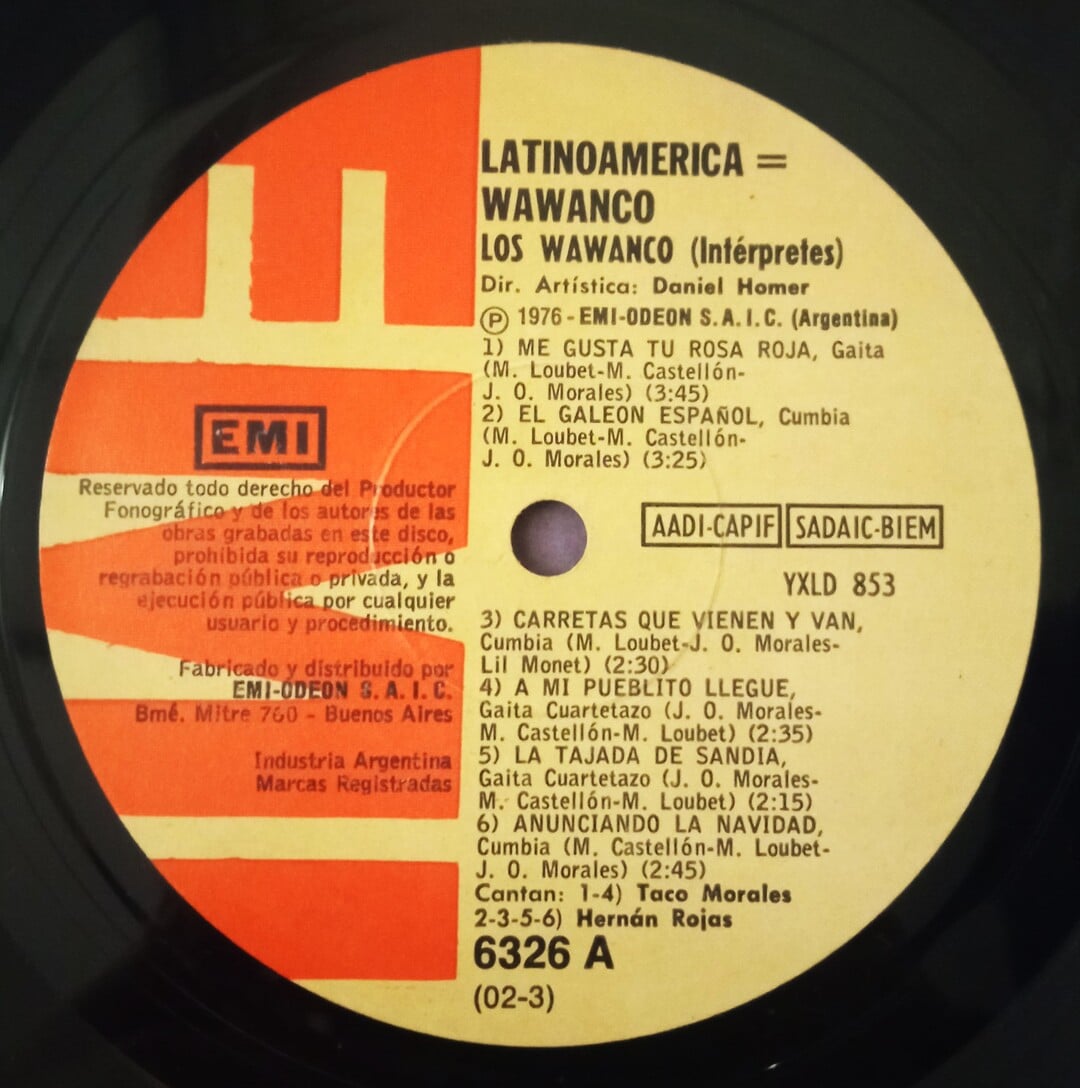 LATINOAMERICA =
WAWANCO
LOS WAWANCO (Intérpretes)
Dir. Artística: Daniel Homer
Ⓟ 1976 - EMI-ODEON S. A. I. C. (Argentina)
1) ME GUSTA TU ROSA ROJA, Gaita
(M. Loubet-M. Castellón-
J. O. Morales) (3:45)
2) EL GALEON ESPAÑOL, Cumbia
(M. Loubet-M. Castellón-
J. O. Morales) (3:25)
EMI
Reservado todo derecho del Productor
Fonográfico y de los autores de las
obras grabadas en este disco,
prohibida su reproducción o
regrabación pública o privada, y la
ejecución pública por cualquier
usuario y procedimiento.
Fabricado y distribuido por
EMI-ODEON S. A. I. C.
Bmé. Mitre 760 - Buenos Aires
Industria Argentina
Marcas Registradas
AADI-CAPIF SADAIC-BIEM
YXLD 853
3) CARRETAS QUE VIENEN Y VAN,
Cumbia (M. Loubet-J. O. Morales-
Lil Monet) (2:30)
4) A MI PUEBLITO LLEGUE,
Gaita Cuartetazo (J. O. Morales-
M. Castellón-M. Loubet) (2:35)
5) LA TAJADA DE SANDIA,
Gaita Cuartetazo (J. O. Morales-
M. Castellón-M. Loubet) (2:15)
6) ANUNCIANDO LA NAVIDAD,
Cumbia (M. Castellón-M. Loubet-
J. O. Morales) (2:45)
Cantan: 1-4) Taco Morales
2-3-5-6) Hernán Rojas
6326 A
(02-3)